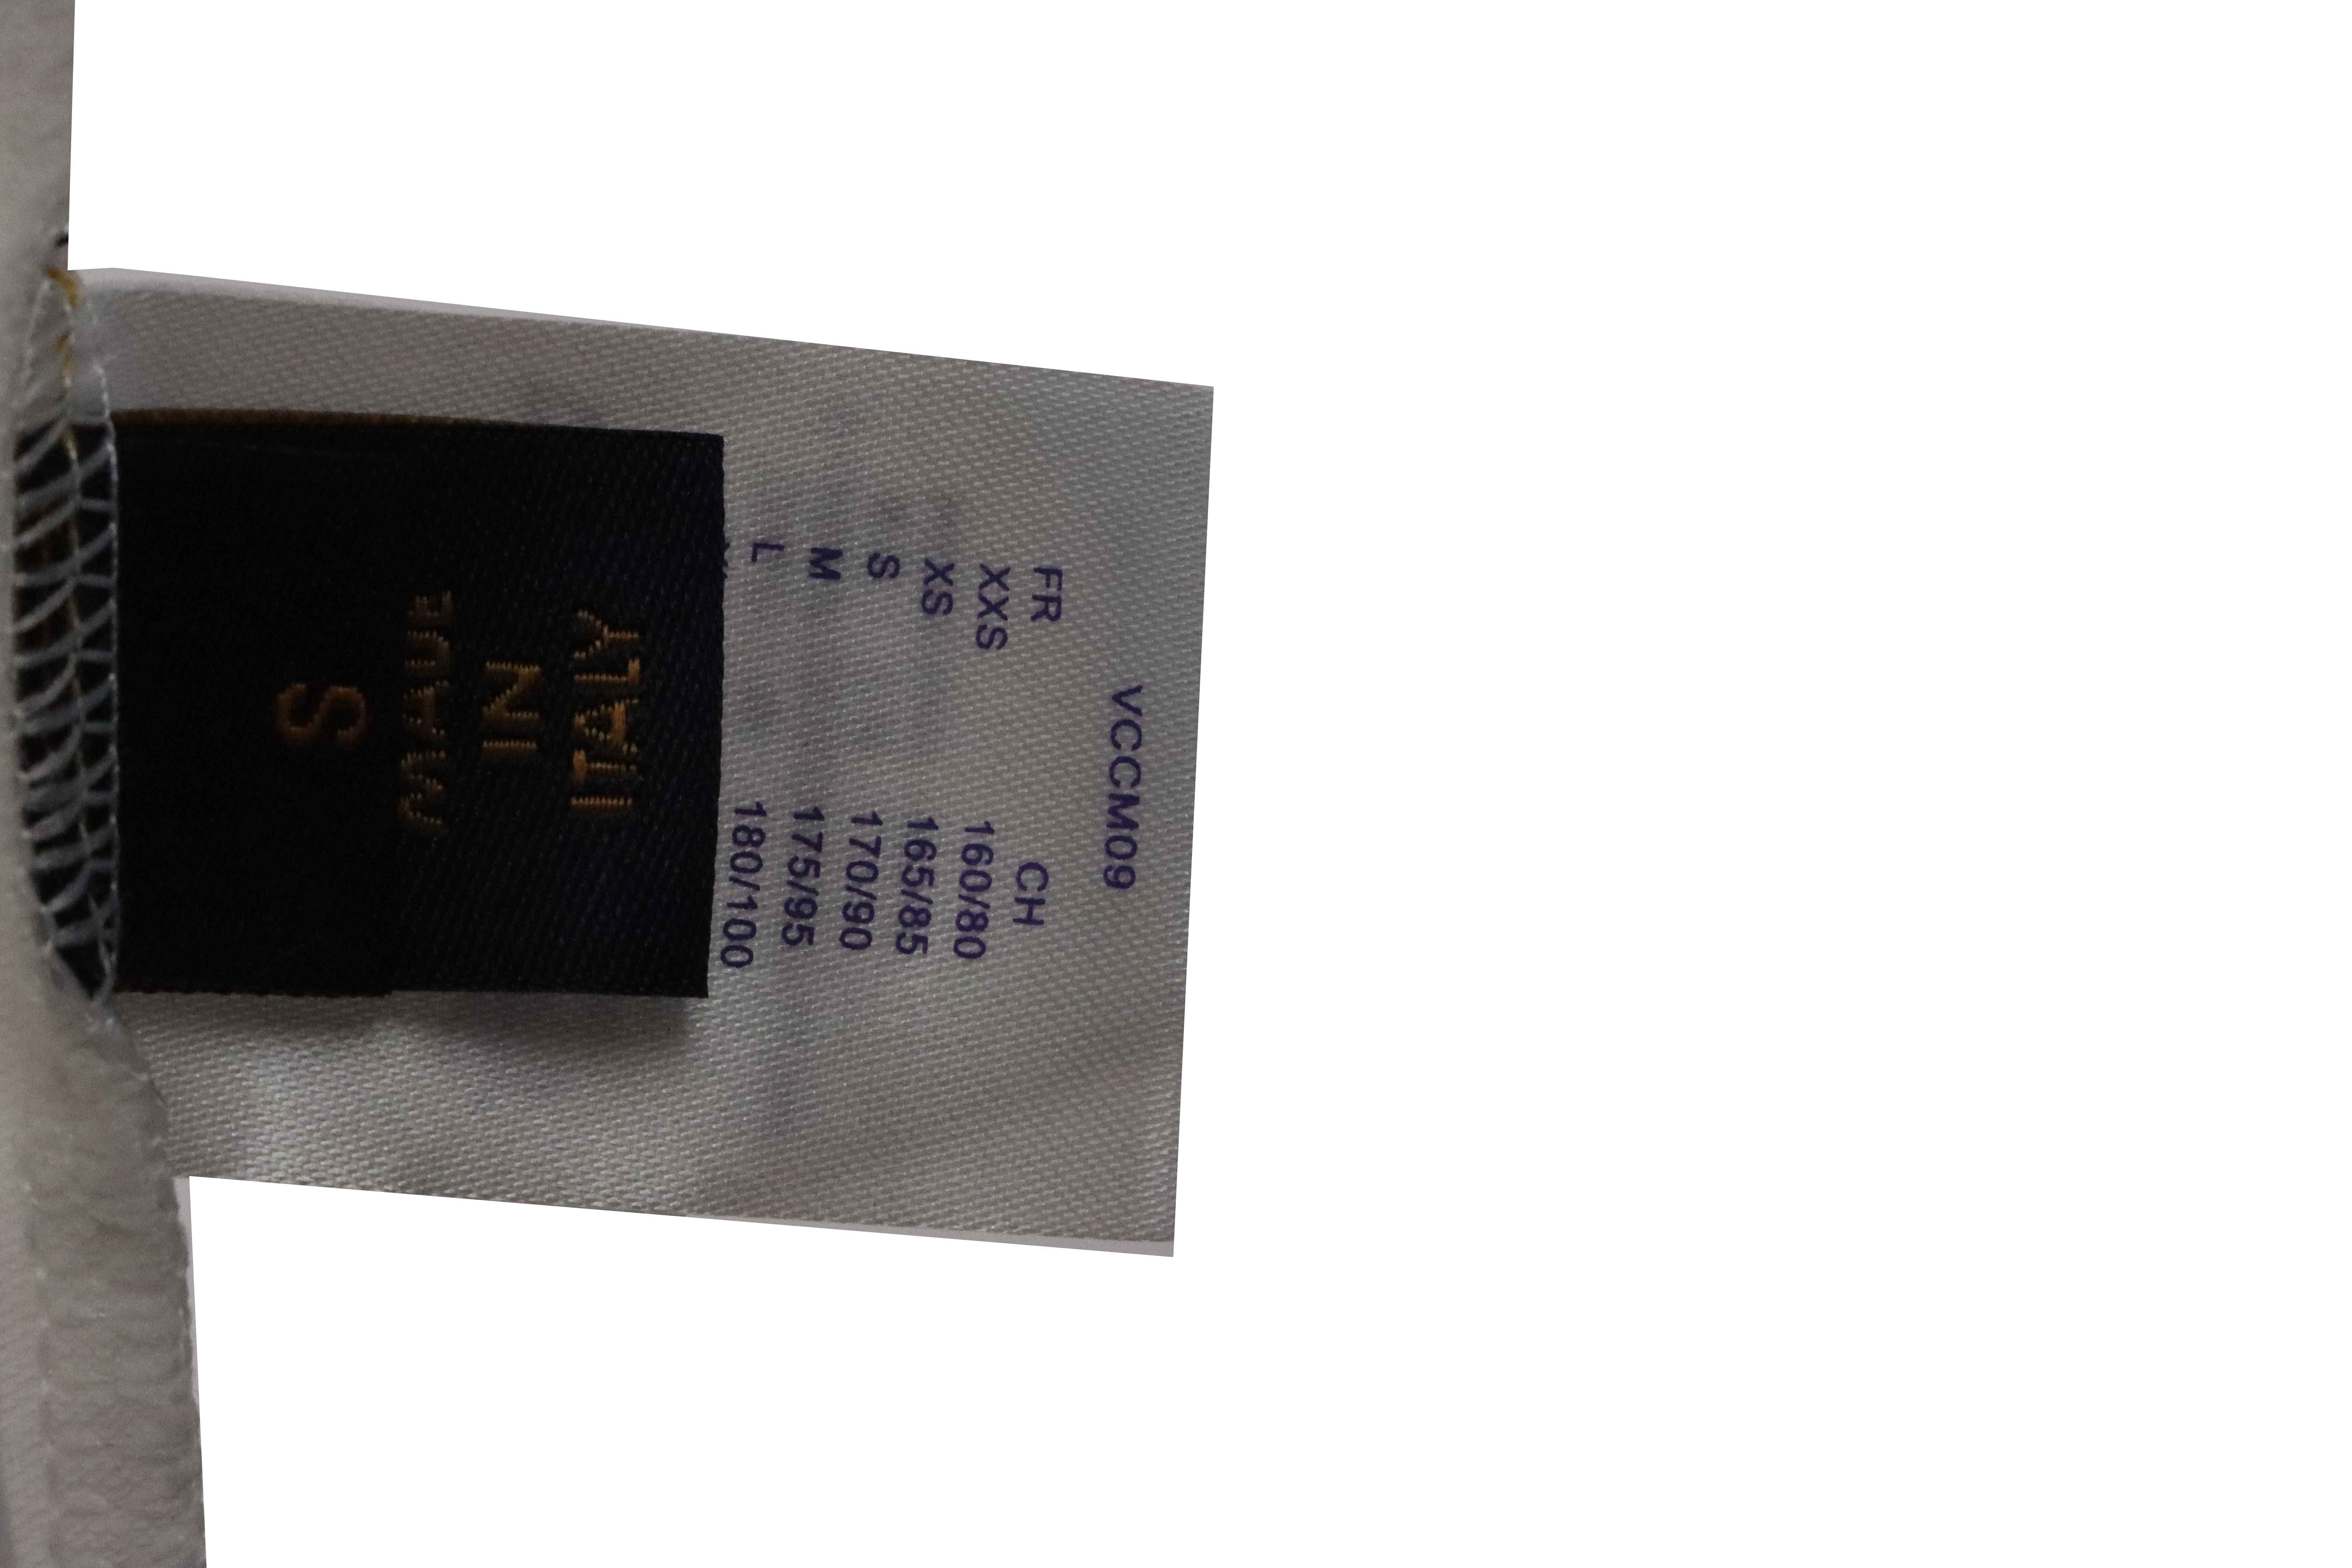 S
MADE
IN
ITALY
VCCM09
FR CH
XXS 160/80
XS 165/85
S 170/90
M 175/95
L 180/100